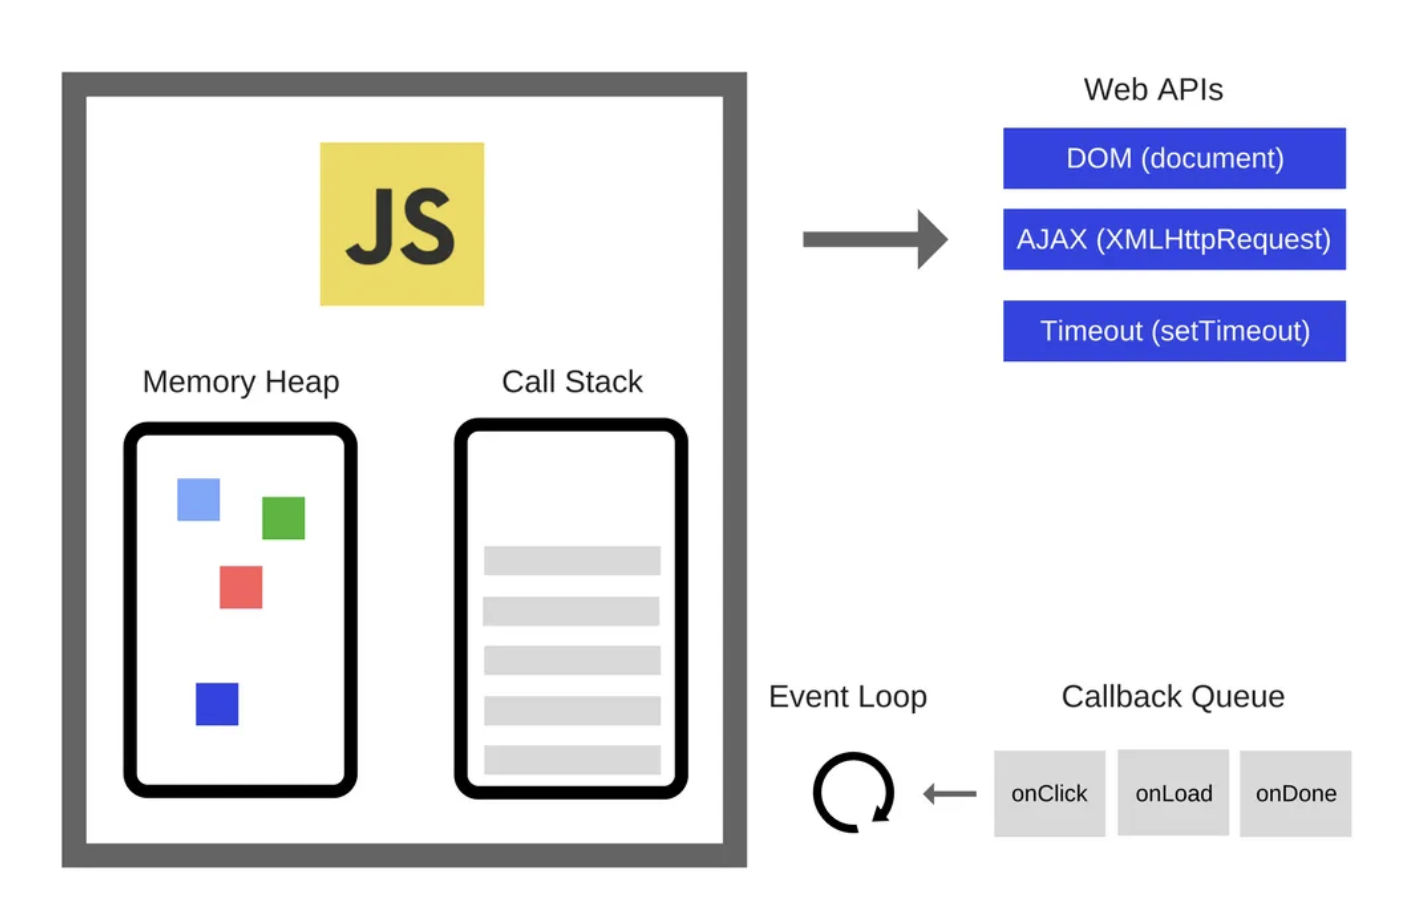 Web APIs
DOM (document)
JS
AJAX (XMLHttpRequest)
Timeout (setTimeout)
Memory Heap
Call Stack
Event Loop
Callback Queue
onClick
onLoad
onDone